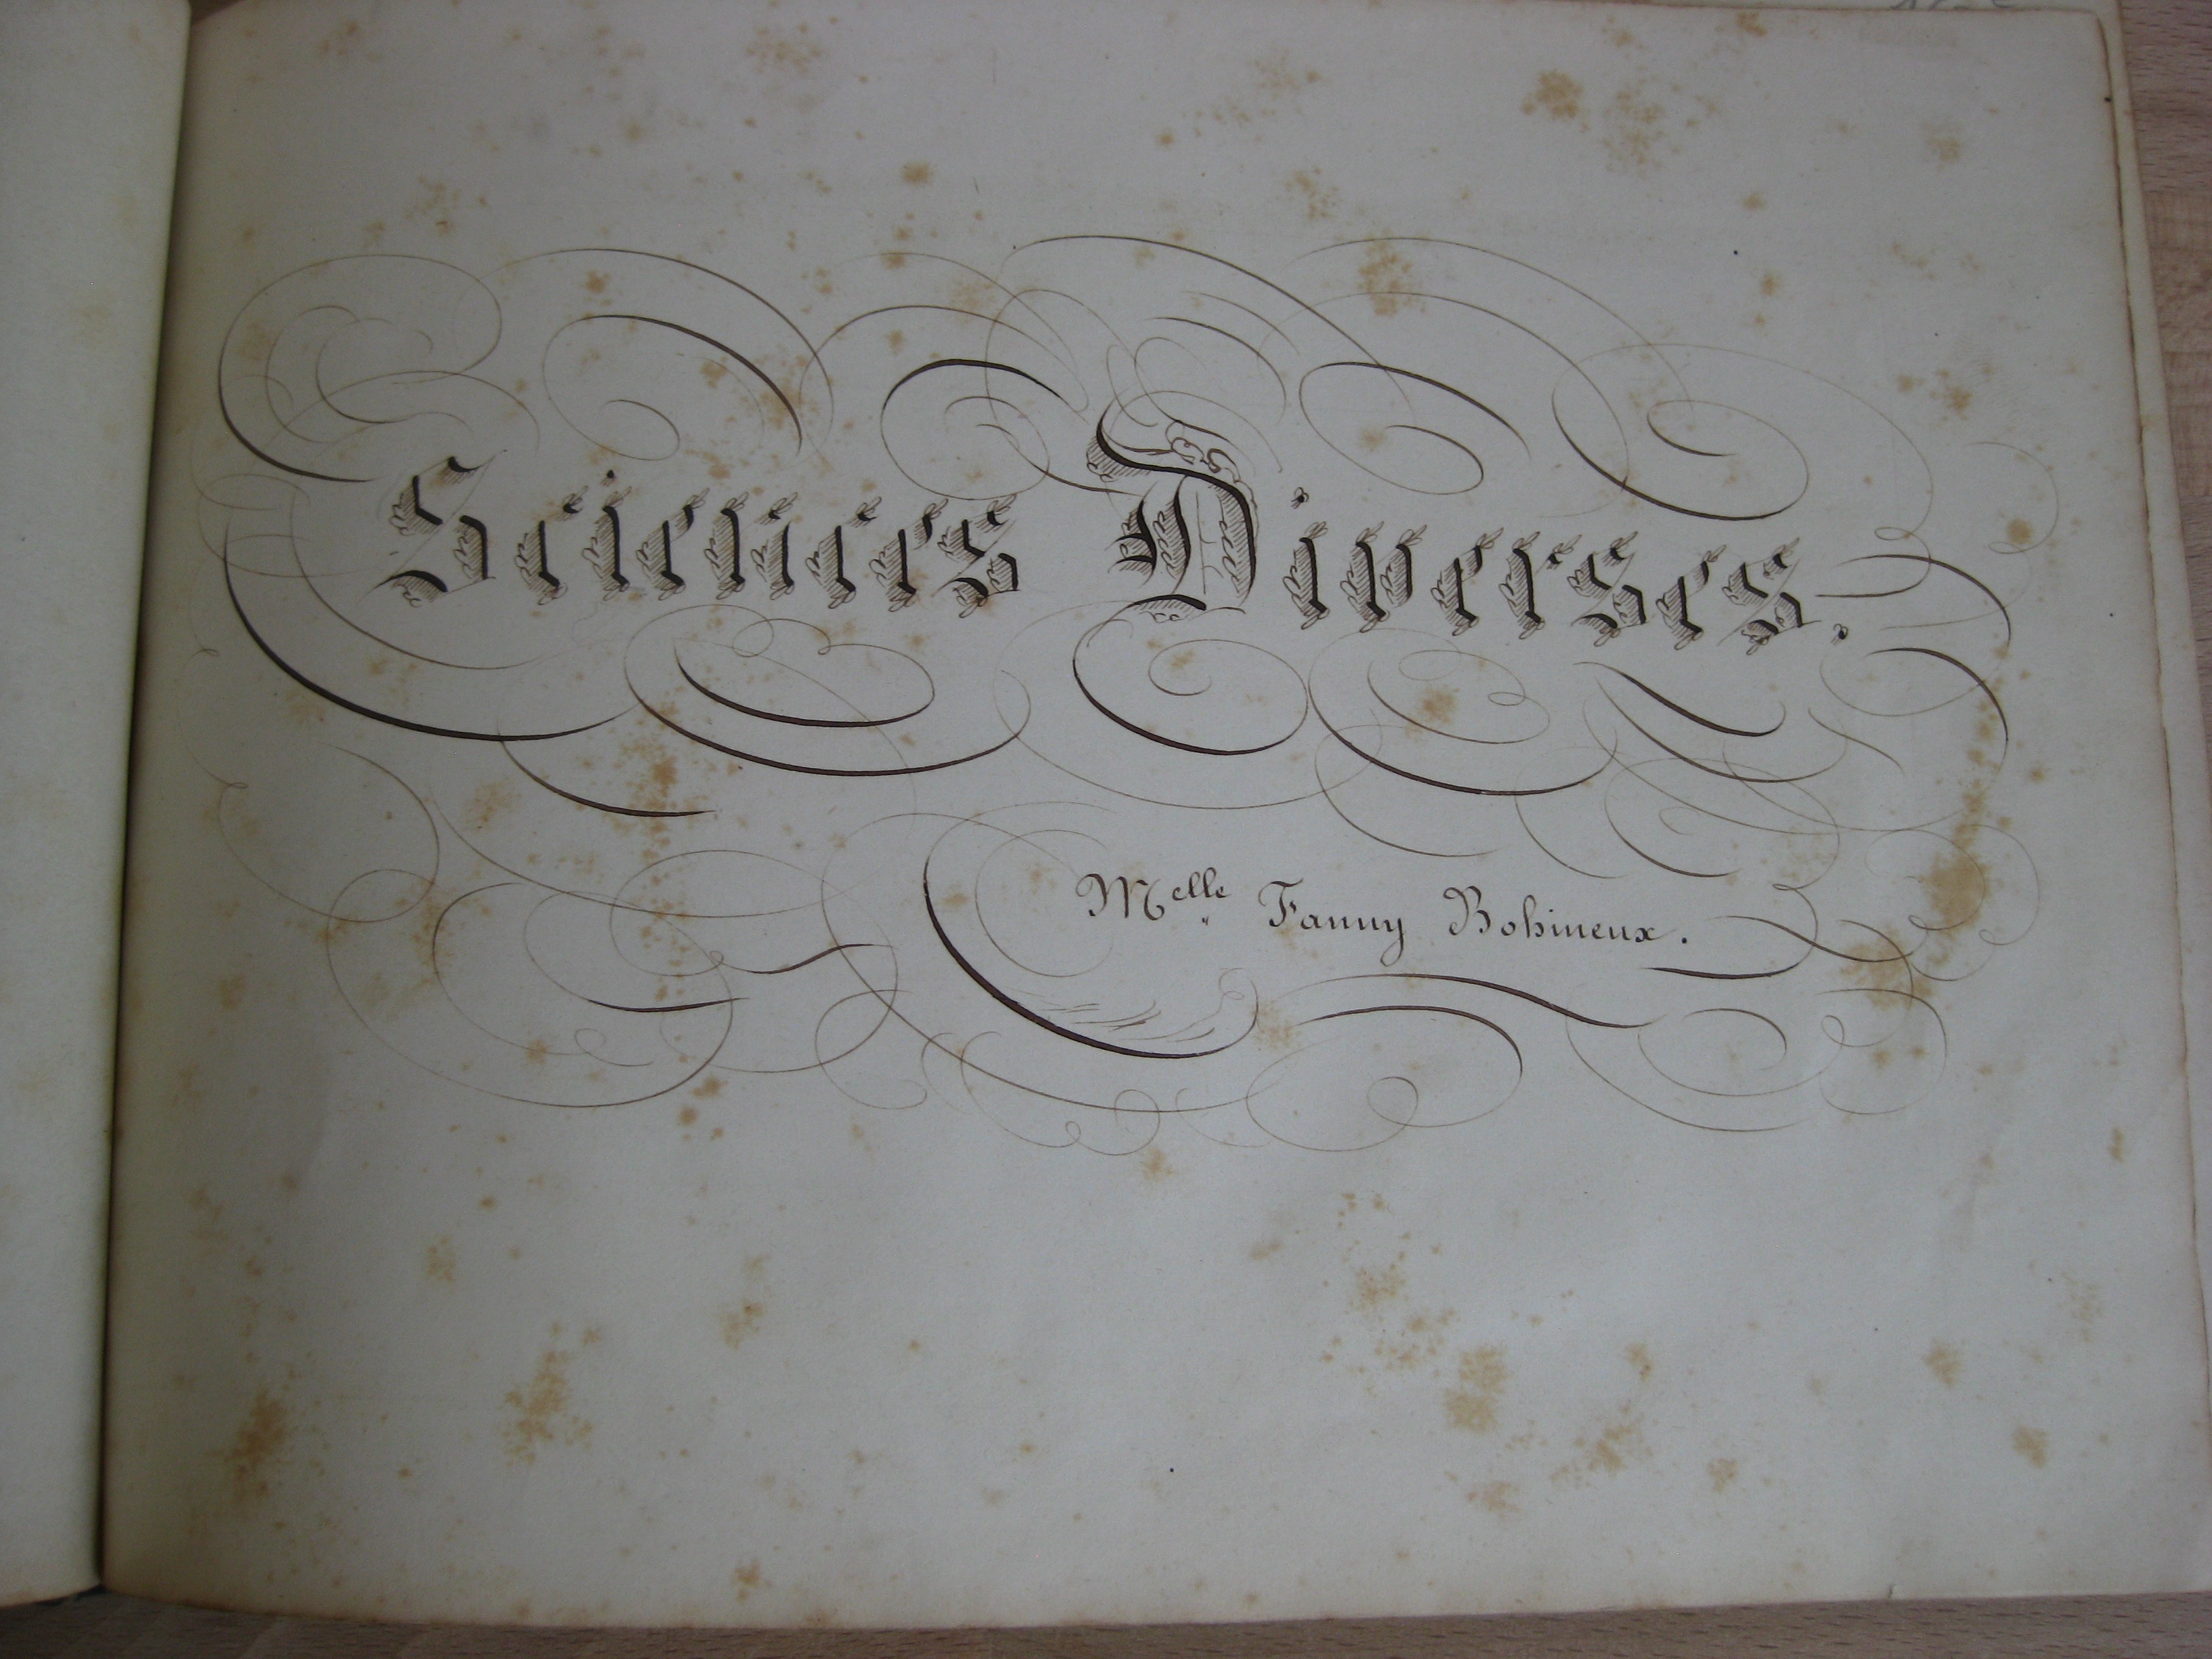 Sciences Diverses.
Melle Fanny Bohineux.